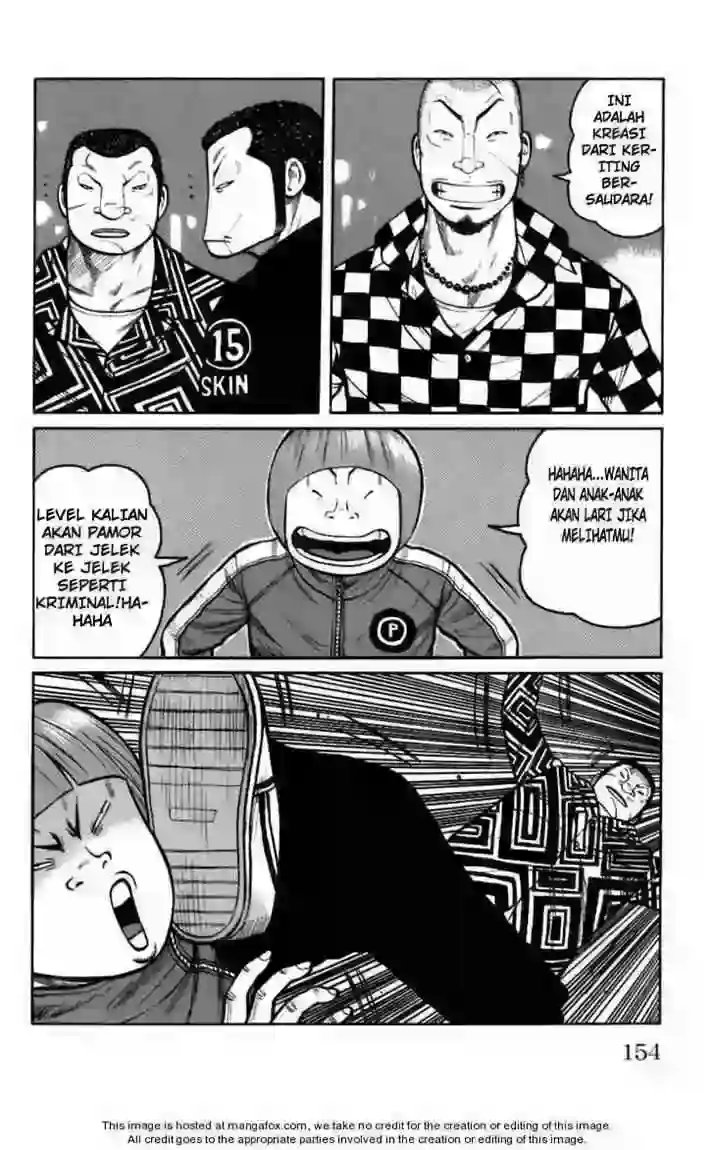 INI
ADALAH
KREASI
DARI KER-
ITING
BER-
SAUDARA!
15
SKIN
HAHAHA...WANITA
DAN ANAK-ANAK
AKAN LARI JIKA
MELIHATMU!
LEVEL KALIAN
AKAN PAMOR
DARI JELEK
KE JELEK
SEPERTI
KRIMINAL!HA-
HAHA
P
154
This image is hosted at mangafox.com, we take no credit for the creation or editing of this image.
All credit goes to the appropriate parties involved in the creation or editing of this image.